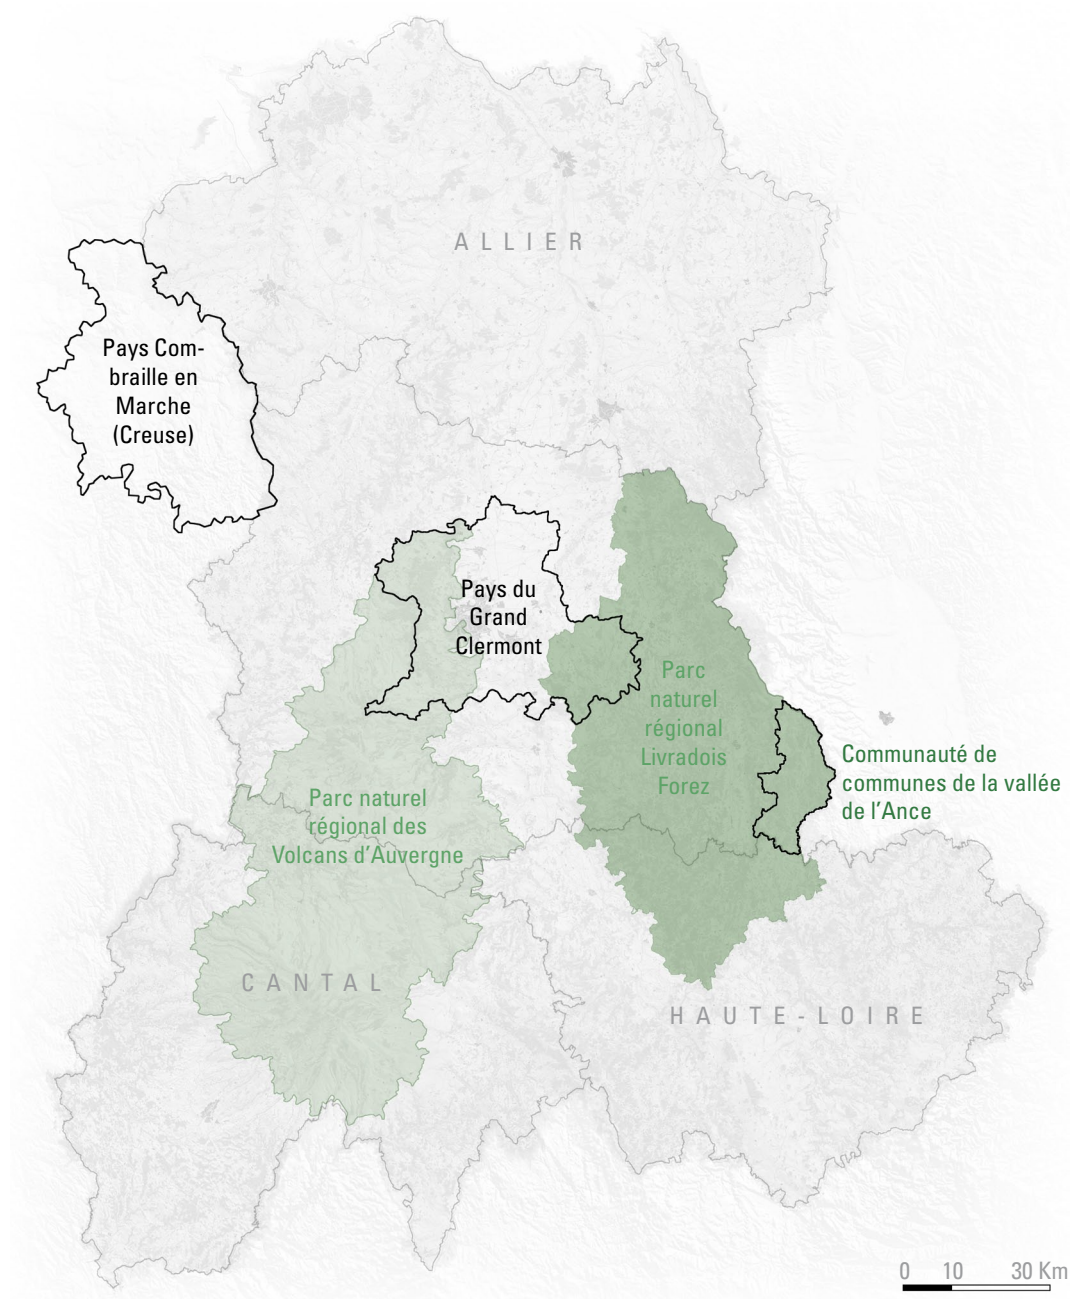 ALLIER
Pays Com-
braille en
Marche
(Creuse)
Pays du
Grand
Clermont
Parc
naturel
régional
Livradois
Forez
Communauté de
communes de la vallée
de l'Ance
Parc naturel
régional des
Volcans d'Auvergne
CANTAL
HAUTE-LOIRE
0 10 30 Km